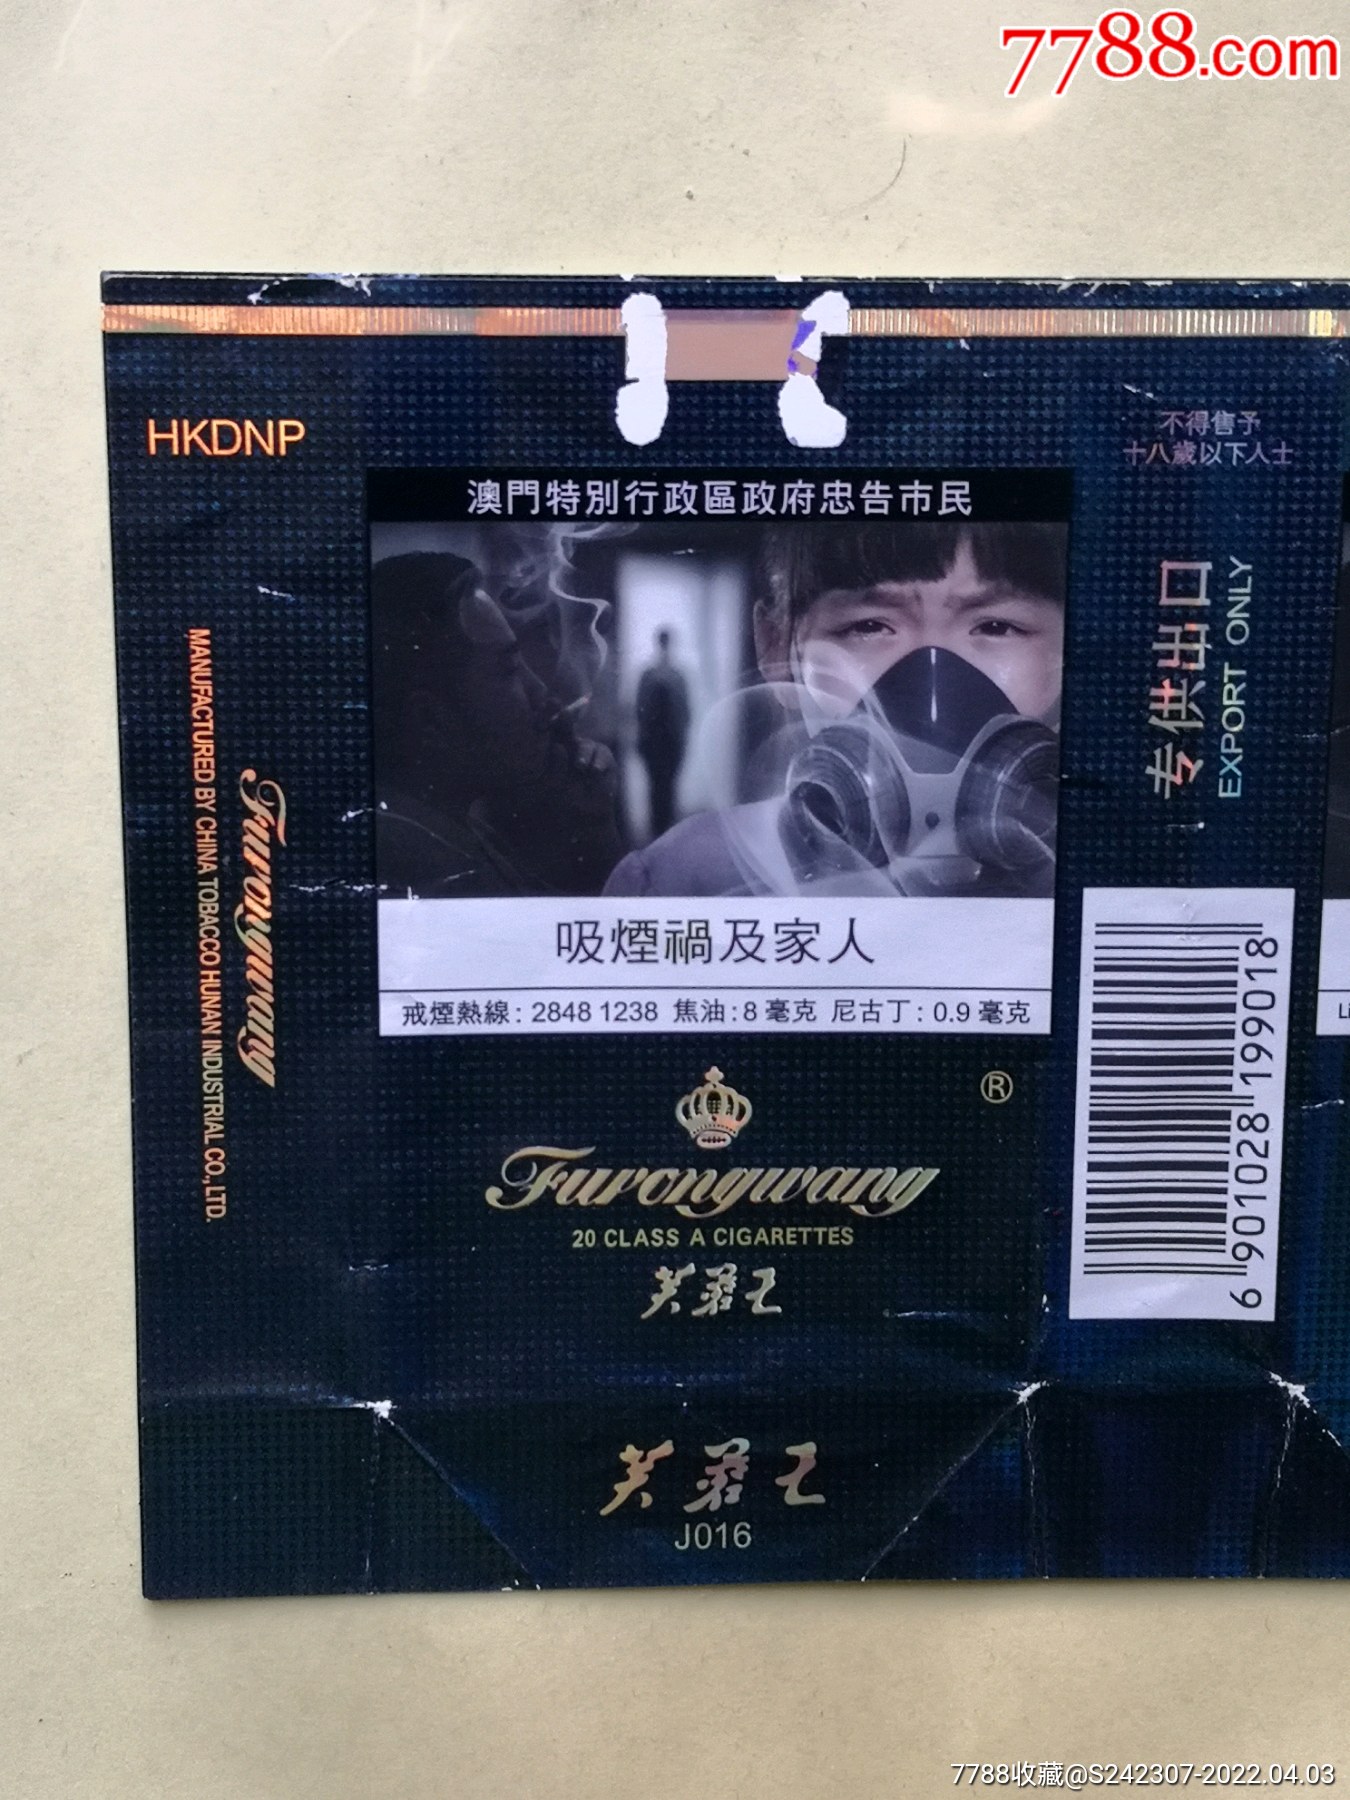 7788.com
HKDNP
不得售予
十八歲以下人士
澳門特別行政區政府忠告市民
专供出口
EXPORT ONLY
MANUFACTURED BY CHINA TOBACCO HUNAN INDUSTRIAL CO., LTD.
Furongwang
吸煙禍及家人
戒煙熱線: 2848 1238 焦油: 8 毫克 尼古丁: 0.9 毫克
6 901028 199018
®
Furongwang
20 CLASS A CIGARETTES
芙蓉王
芙蓉王
J016
7788收藏@S242307-2022.04.03